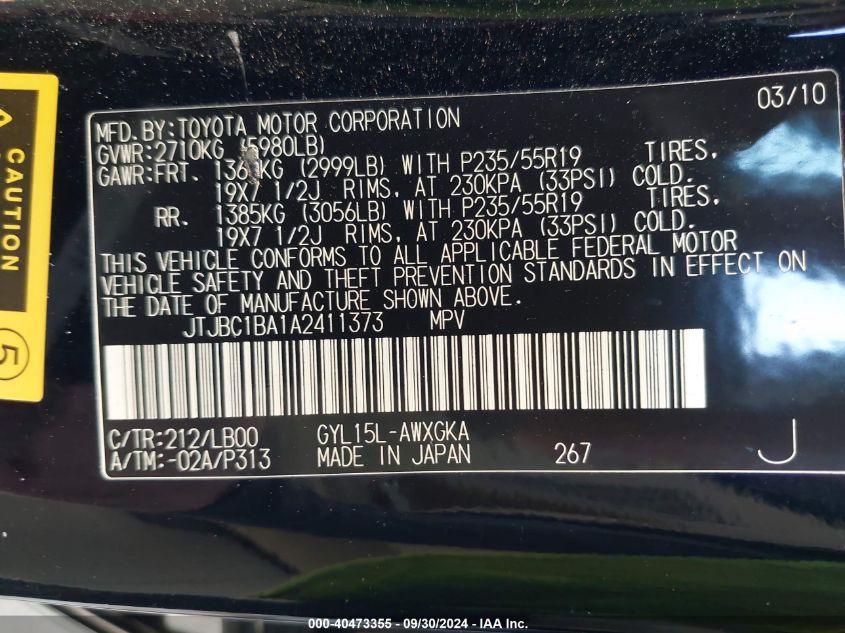 03/10
MFD.BY:TOYOTA MOTOR CORPORATION
GVWR:2710KG (5980LB)
GAWR:FRT. KG (2999LB) WITH P235/55R19 TIRES,
19X7 1/2J RIMS, AT 230KPA (33PSI) COLD.
RR. 1385KG (3056LB) WITH P235/55R19 TIRES,
19X7 1/2J RIMS, AT 230KPA (33PSI) COLD.
THIS VEHICLE CONFORMS TO ALL APPLICABLE FEDERAL MOTOR
VEHICLE SAFETY AND THEFT PREVENTION STANDARDS IN EFFECT ON
THE DATE OF MANUFACTURE SHOWN ABOVE.
JTJBC1BA1A2411373 MPV
C/TR:212/LB00 GYL15L-AWXGKA
A/TM:-02A/P313 MADE IN JAPAN 267 J
CAUTION
5
000-40473355 - 09/30/2024 - IAA Inc.